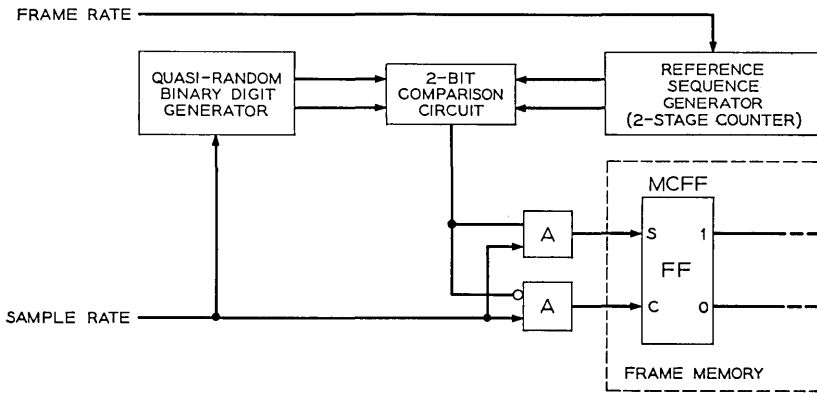 FRAME RATE
QUASI-RANDOM
BINARY DIGIT
GENERATOR
2-BIT
COMPARISON
CIRCUIT
REFERENCE
SEQUENCE
GENERATOR
(2-STAGE COUNTER)
MCFF
A
S 1
FF
A
C 0
SAMPLE RATE
FRAME MEMORY